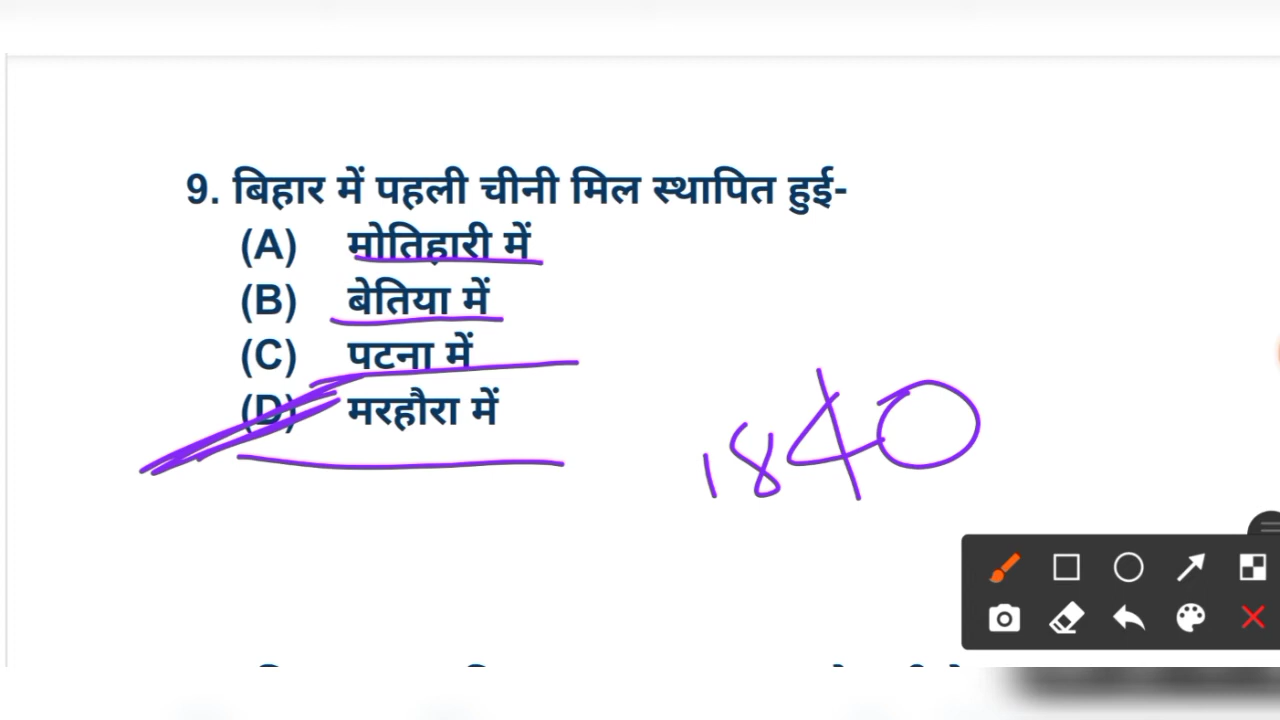 9. बिहार में पहली चीनी मिल स्थापित हुई-
(A) मोतिहारी में
(B) बेतिया में
(C) पटना में
(D) मरहौरा में
1840